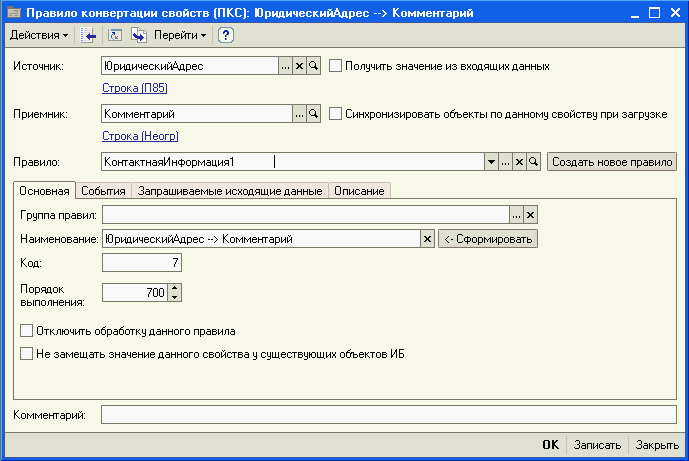 Правило конвертации свойств (ПКС): ЮридическийАдрес --> Комментарий
Действия Перейти ?
Источник: ЮридическийАдрес ... x Получить значение из входящих данных
Строка (П85)
Приемник: Комментарий ... Синхронизировать объекты по данному свойству при загрузке
Строка (Неогр)
Правило: КонтактнаяИнформация1 ... x Создать новое правило
Основная События Запрашиваемые исходящие данные Описание
Группа правил: ... x
Наименование: ЮридическийАдрес --> Комментарий x <- Сформировать
Код: 7
Порядок
выполнения: 700
Отключить обработку данного правила
Не замещать значение данного свойства у существующих объектов ИБ
Комментарий:
OK Записать Закрыть